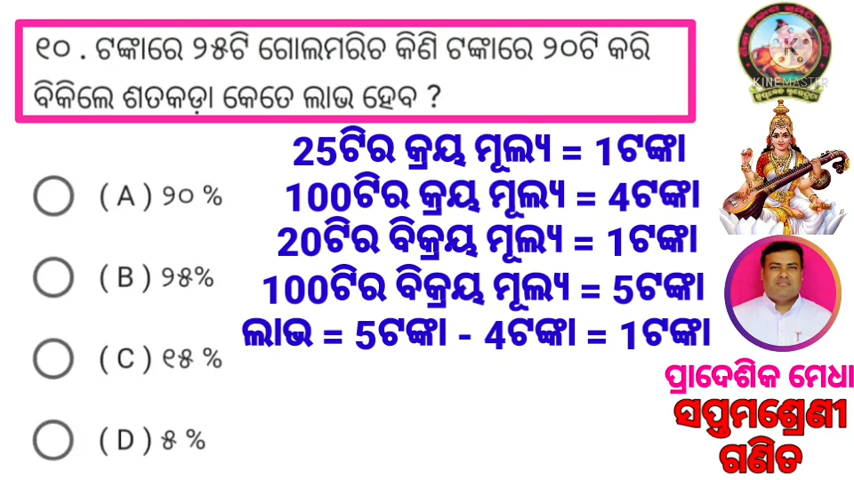 ୧୦ . ଟଙ୍କାରେ ୨୫ଟି ଗୋଲମରିଚ କିଣି ଟଙ୍କାରେ ୨୦ଟି କରି
ବିକିଲେ ଶତକଡ଼ା କେତେ ଲାଭ ହେବ ?
25ଟିର କ୍ରୟ ମୂଲ୍ୟ = 1ଟଙ୍କା
100ଟିର କ୍ରୟ ମୂଲ୍ୟ = 4ଟଙ୍କା
20ଟିର ବିକ୍ରୟ ମୂଲ୍ୟ = 1ଟଙ୍କା
100ଟିର ବିକ୍ରୟ ମୂଲ୍ୟ = 5ଟଙ୍କା
ଲାଭ = 5ଟଙ୍କା - 4ଟଙ୍କା = 1ଟଙ୍କା
( A ) ୨୦ %
( B ) ୨୫%
( C ) ୧୫ %
( D ) ୫ %
KINEMASTER
ପ୍ରାଦେଶିକ ମେଧା
ସପ୍ତମଶ୍ରେଣୀ
ଗଣିତ